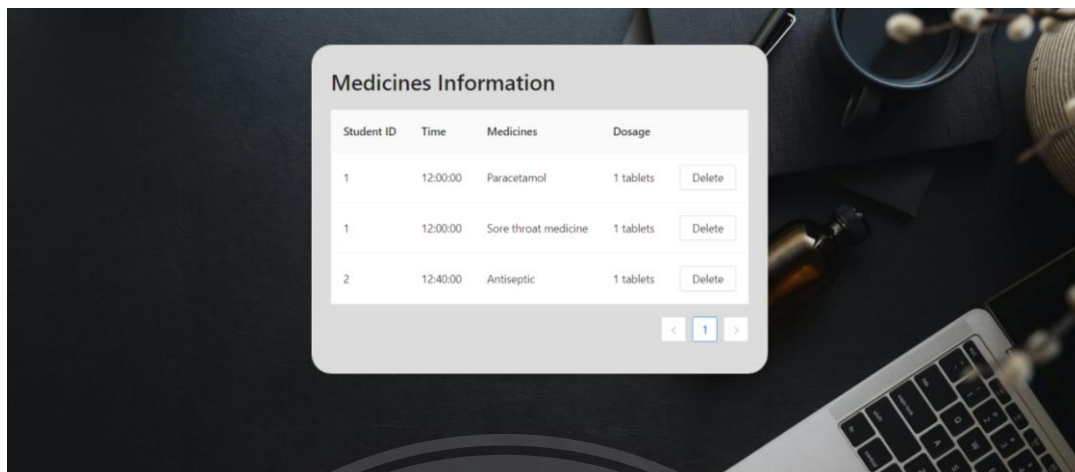 Medicines Information
Student ID Time Medicines Dosage
1 12:00:00 Paracetamol 1 tablets Delete
1 12:00:00 Sore throat medicine 1 tablets Delete
2 12:40:00 Antiseptic 1 tablets Delete
< 1 >